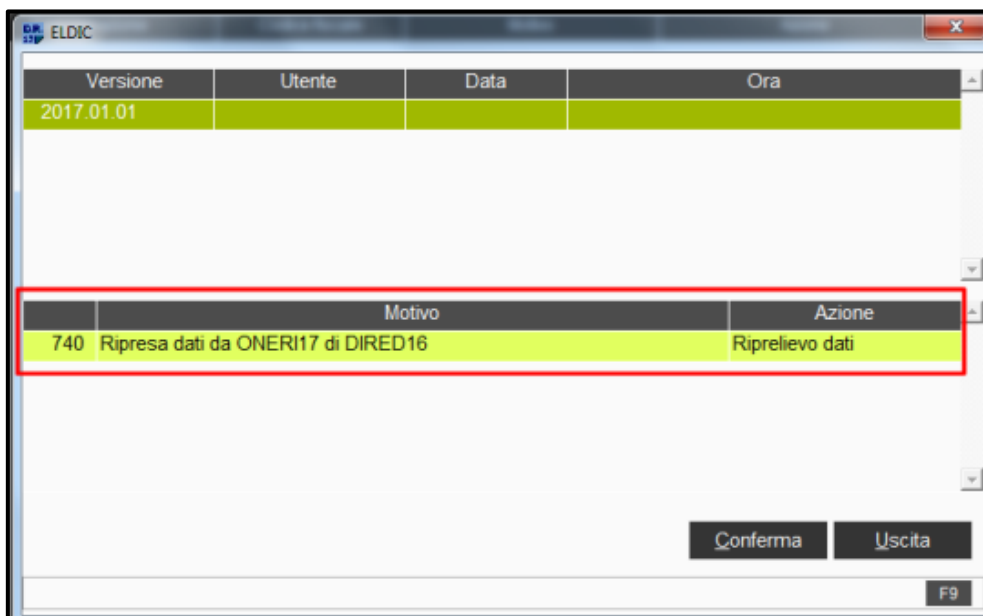 ELDIC
Versione Utente Data Ora
2017.01.01
Motivo Azione
740 Ripresa dati da ONERI17 di DIRED16 Riprelievo dati
Conferma Uscita
F9